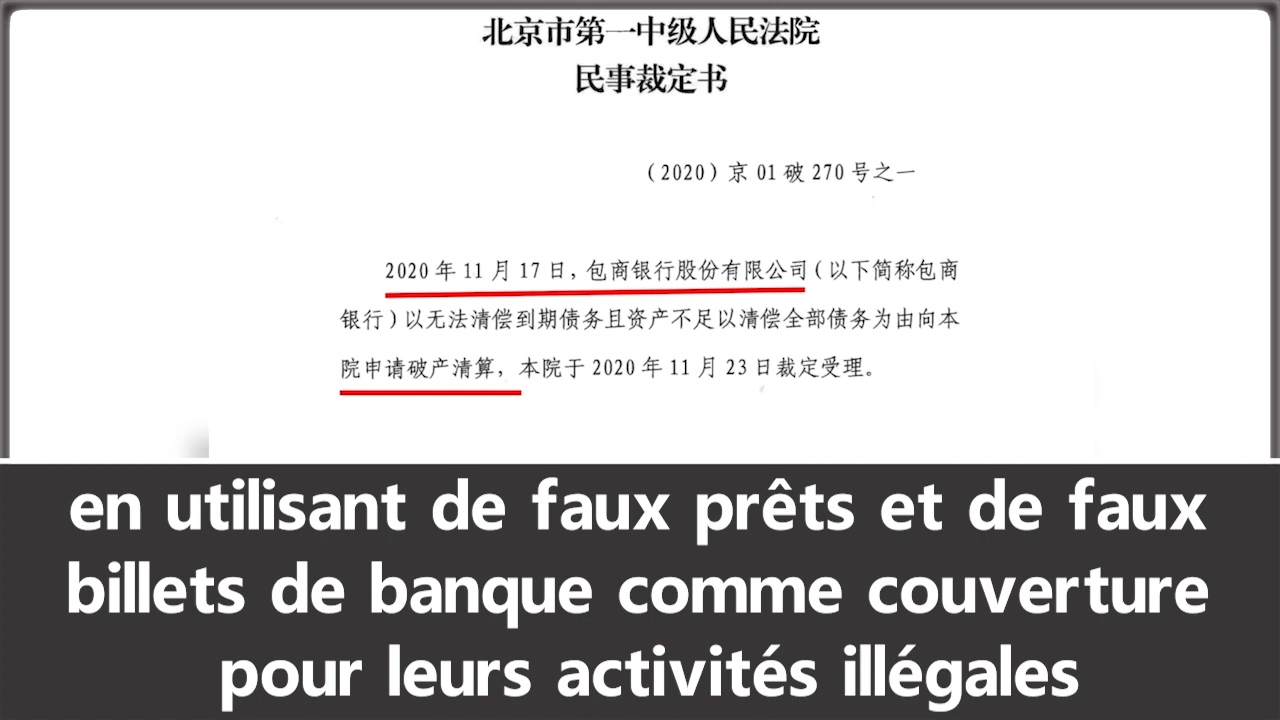 北京市第一中级人民法院
民事裁定书
（2020）京 01 破 270 号之一
2020 年 11 月 17 日，包商银行股份有限公司（以下简称包商
银行）以无法清偿到期债务且资产不足以清偿全部债务为由向本
院申请破产清算，本院于 2020 年 11 月 23 日裁定受理。
en utilisant de faux prêts et de faux
billets de banque comme couverture
pour leurs activités illégales